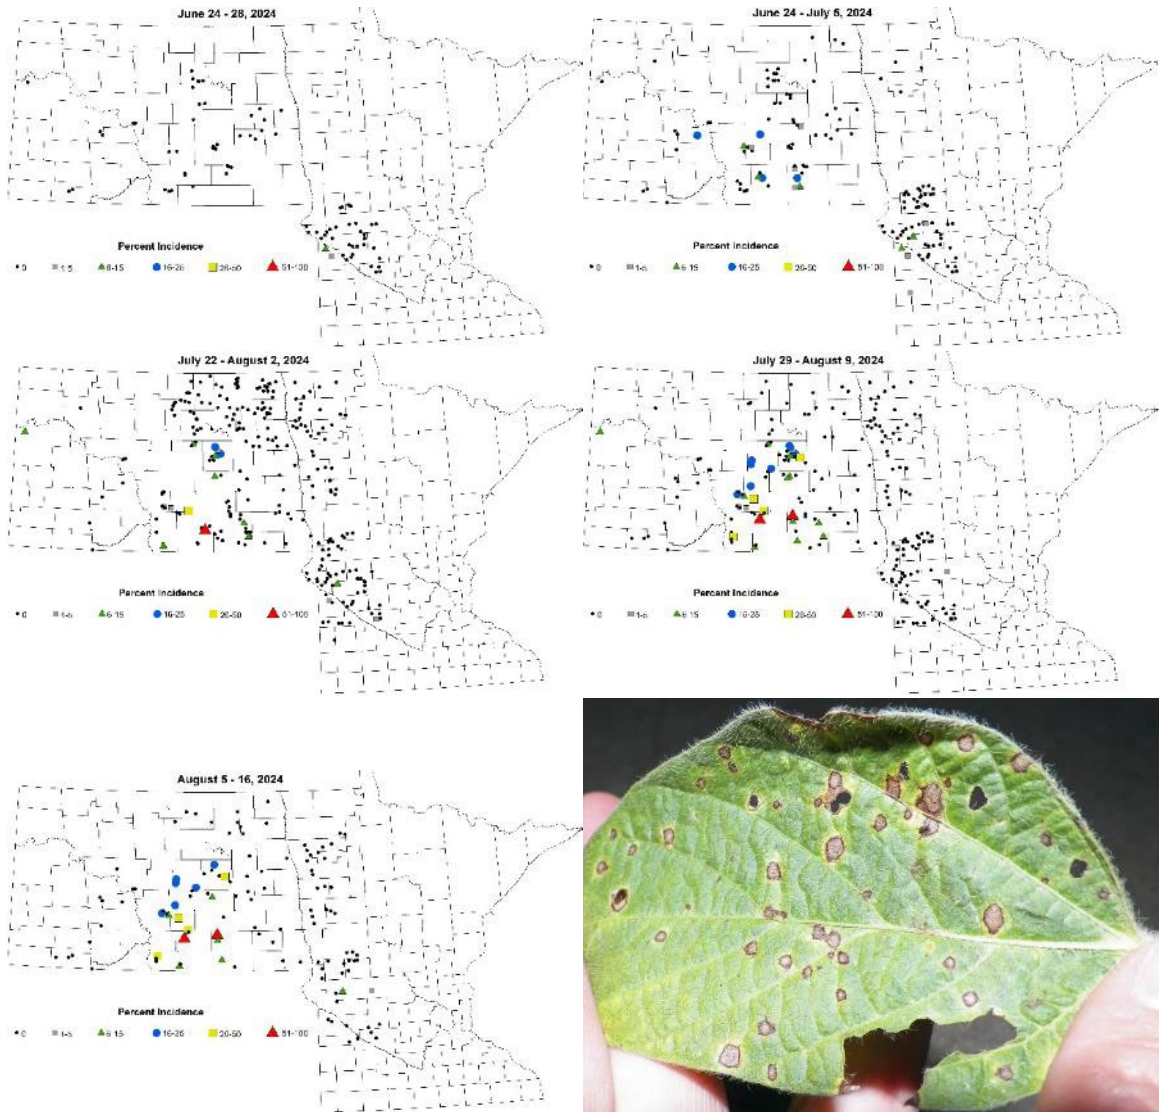 June 24 - 28, 2024
Percent Incidence
0 1-5 6-15 16-25 26-50 51-100
June 24 - July 5, 2024
Percent Incidence
0 1-5 6-15 16-25 26-50 51-100
July 22 - August 2, 2024
Percent Incidence
0 1-5 6-15 16-25 26-50 51-100
July 29 - August 9, 2024
Percent Incidence
0 1-5 6-15 16-25 26-50 51-100
August 5 - 16, 2024
Percent Incidence
0 1-5 6-15 16-25 26-50 51-100